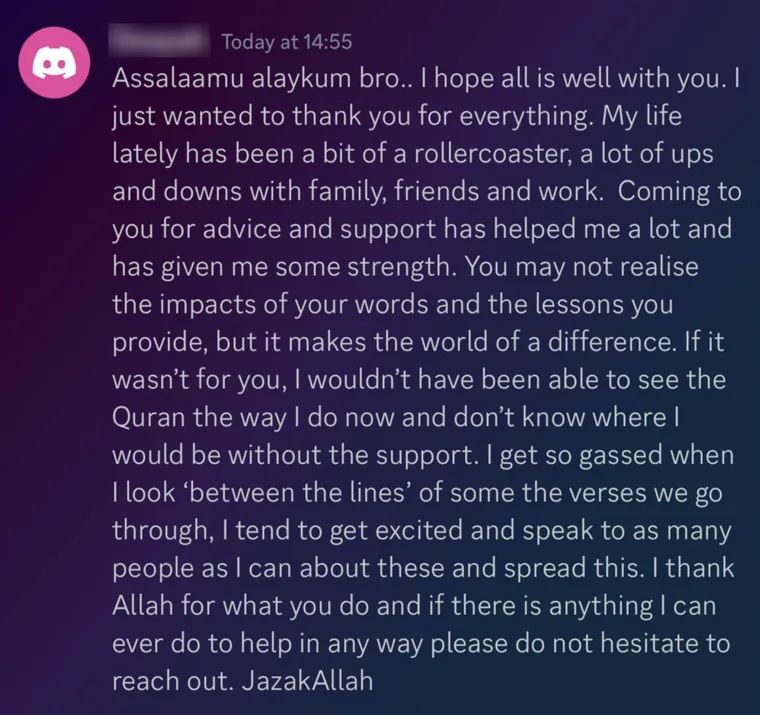 Today at 14:55
Assalaamu alaykum bro.. I hope all is well with you. I
just wanted to thank you for everything. My life
lately has been a bit of a rollercoaster, a lot of ups
and downs with family, friends and work.  Coming to
you for advice and support has helped me a lot and
has given me some strength. You may not realise
the impacts of your words and the lessons you
provide, but it makes the world of a difference. If it
wasn’t for you, I wouldn’t have been able to see the
Quran the way I do now and don’t know where I
would be without the support. I get so gassed when
I look ‘between the lines’ of some the verses we go
through, I tend to get excited and speak to as many
people as I can about these and spread this. I thank
Allah for what you do and if there is anything I can
ever do to help in any way please do not hesitate to
reach out. JazakAllah